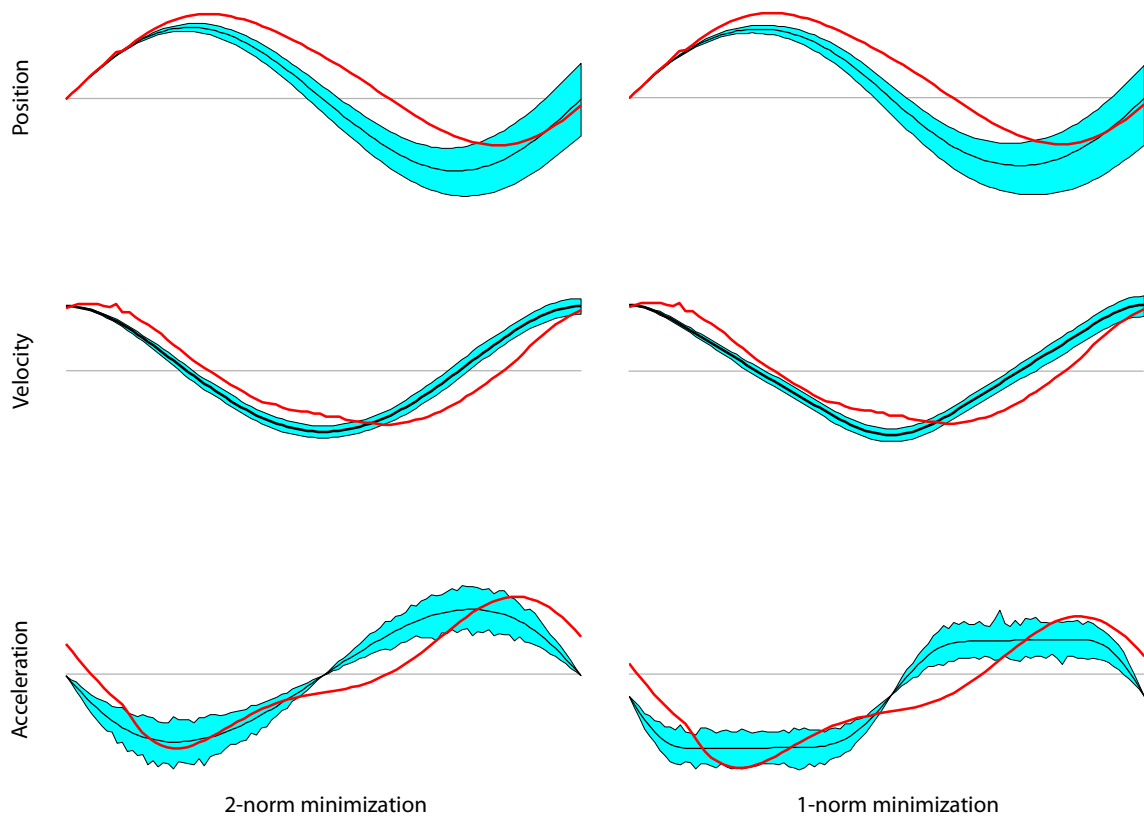 Position
Velocity
Acceleration
2-norm minimization
1-norm minimization